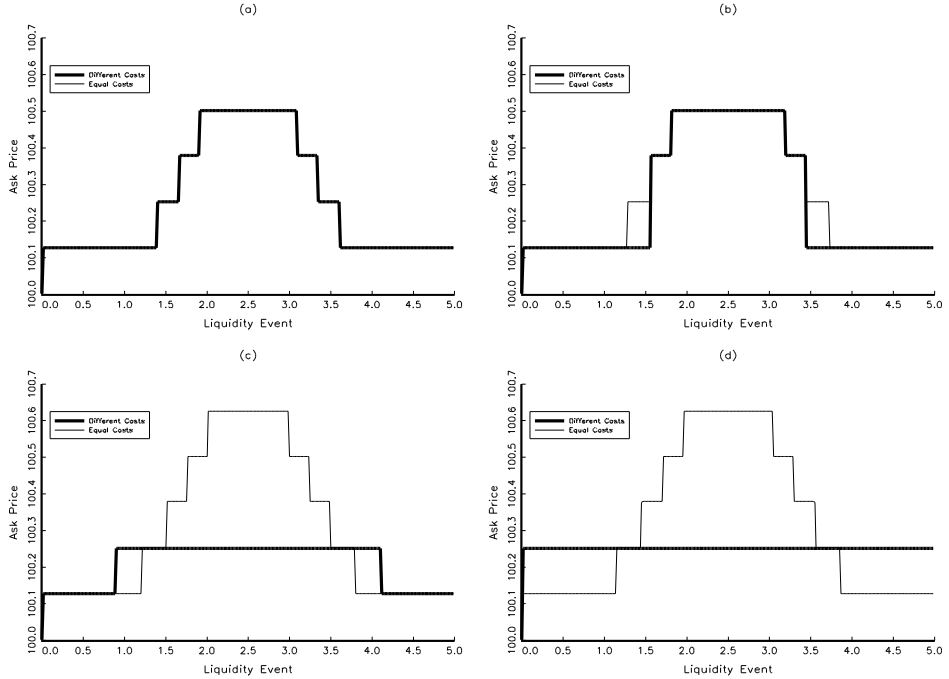 (a)
100.7
100.6
100.5
100.4
100.3
100.2
100.1
100.0
Ask Price
Different Costs
Equal Costs
0.0 0.5 1.0 1.5 2.0 2.5 3.0 3.5 4.0 4.5 5.0
Liquidity Event
(b)
100.7
100.6
100.5
100.4
100.3
100.2
100.1
100.0
Ask Price
Different Costs
Equal Costs
0.0 0.5 1.0 1.5 2.0 2.5 3.0 3.5 4.0 4.5 5.0
Liquidity Event
(c)
100.7
100.6
100.5
100.4
100.3
100.2
100.1
100.0
Ask Price
Different Costs
Equal Costs
0.0 0.5 1.0 1.5 2.0 2.5 3.0 3.5 4.0 4.5 5.0
Liquidity Event
(d)
100.7
100.6
100.5
100.4
100.3
100.2
100.1
100.0
Ask Price
Different Costs
Equal Costs
0.0 0.5 1.0 1.5 2.0 2.5 3.0 3.5 4.0 4.5 5.0
Liquidity Event